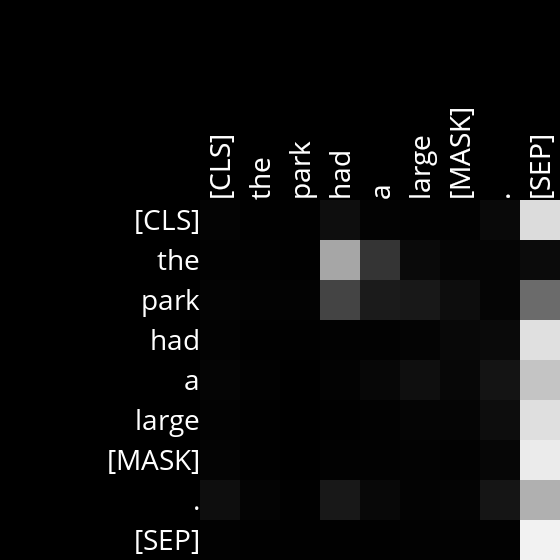 [CLS] the park had a large [MASK] . [SEP]
[CLS]
the
park
had
a
large
[MASK]
.
[SEP]